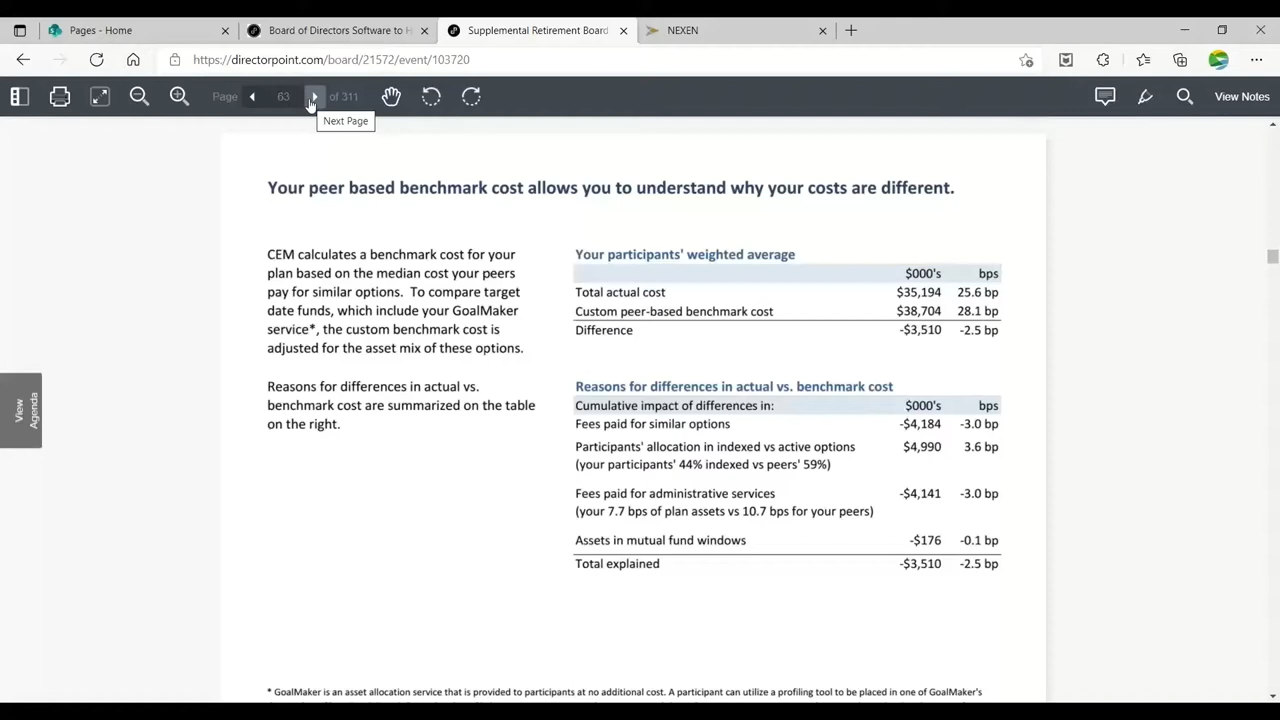 Pages - Home
Board of Directors Software to H
Supplemental Retirement Board
NEXEN
https://directorpoint.com/board/21572/event/103720
Page 63 of 311
View Notes
Next Page
Your peer based benchmark cost allows you to understand why your costs are different.
CEM calculates a benchmark cost for your
plan based on the median cost your peers
pay for similar options. To compare target
date funds, which include your GoalMaker
service*, the custom benchmark cost is
adjusted for the asset mix of these options.
Reasons for differences in actual vs.
benchmark cost are summarized on the table
on the right.
Your participants' weighted average
$000's bps
Total actual cost $35,194 25.6 bp
Custom peer-based benchmark cost $38,704 28.1 bp
Difference -$3,510 -2.5 bp
Reasons for differences in actual vs. benchmark cost
Cumulative impact of differences in: $000's bps
Fees paid for similar options -$4,184 -3.0 bp
Participants' allocation in indexed vs active options $4,990 3.6 bp
(your participants' 44% indexed vs peers' 59%)
Fees paid for administrative services -$4,141 -3.0 bp
(your 7.7 bps of plan assets vs 10.7 bps for your peers)
Assets in mutual fund windows -$176 -0.1 bp
Total explained -$3,510 -2.5 bp
View
Agenda
* GoalMaker is an asset allocation service that is provided to participants at no additional cost. A participant can utilize a profiling tool to be placed in one of GoalMaker's